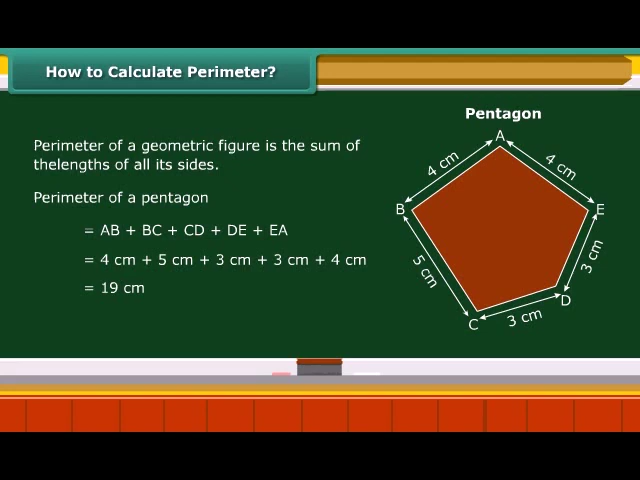 How to Calculate Perimeter?
Perimeter of a geometric figure is the sum of
thelengths of all its sides.
Perimeter of a pentagon
= AB + BC + CD + DE + EA
= 4 cm + 5 cm + 3 cm + 3 cm + 4 cm
= 19 cm
Pentagon
A
4 cm
4 cm
B
E
5 cm
3 cm
D
C
3 cm